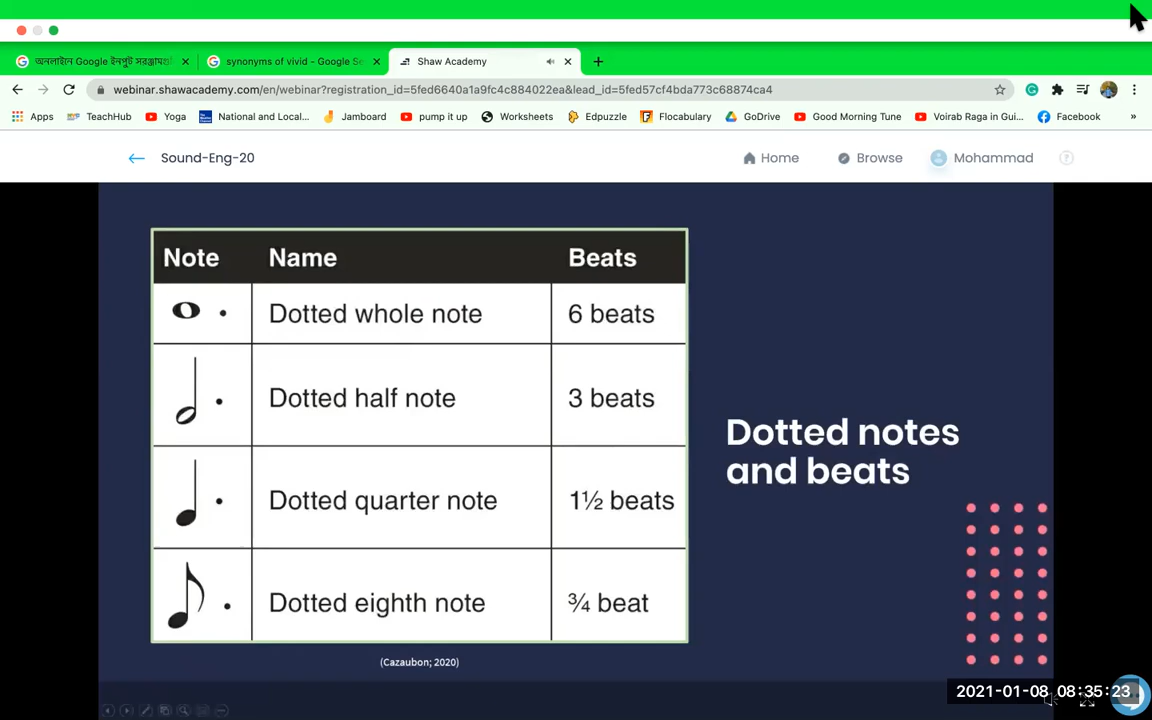 অনলাইনে Google ইনপুট সরঞ্জামগু
synonyms of vivid - Google Se
Shaw Academy
webinar.shawacademy.com/en/webinar?registration_id=5fed6640a1a9fc4c884022ea&lead_id=5fed57cf4bda773c68874ca4
Apps TeachHub Yoga National and Local... Jamboard pump it up Worksheets Edpuzzle Flocabulary GoDrive Good Morning Tune Voirab Raga in Gui... Facebook »
Sound-Eng-20 Home Browse Mohammad
Note Name Beats
Dotted whole note 6 beats
Dotted half note 3 beats
Dotted quarter note 1½ beats
Dotted eighth note ¾ beat
(Cazaubon; 2020)
Dotted notes
and beats
2021-01-08 08:35:23